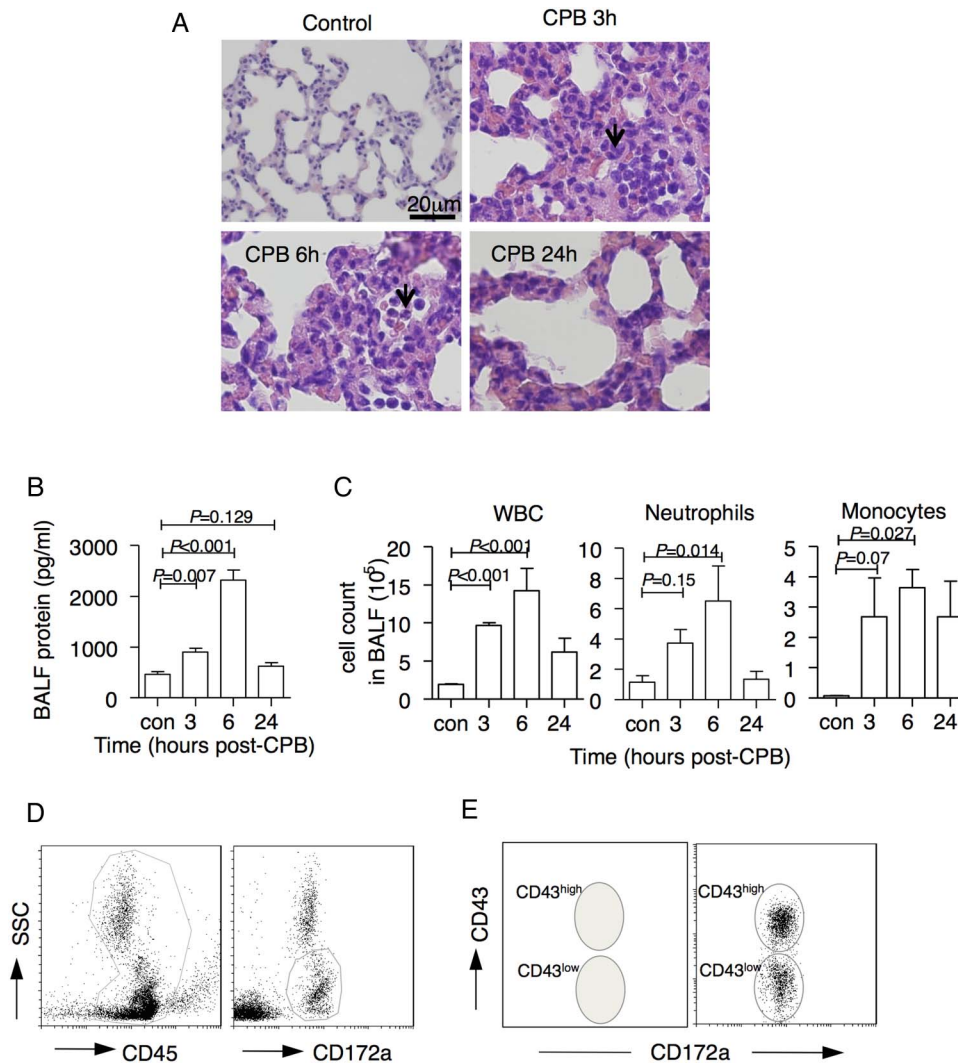 A
Control
CPB 3h
20μm
CPB 6h
CPB 24h
B
P=0.129
P<0.001
P=0.007
BALF protein (pg/ml)
3000
2000
1000
0
con 3 6 24
Time (hours post-CPB)
C
WBC
Neutrophils
Monocytes
P<0.001
P<0.001
P=0.014
P=0.15
P=0.027
P=0.07
cell count
in BALF (10⁵)
20
15
10
5
0
10
8
6
4
2
0
5
4
3
2
1
0
con 3 6 24
con 3 6 24
con 3 6 24
Time (hours post-CPB)
D
SSC
CD45
CD172a
E
CD43
CD43high
CD43low
CD43high
CD43low
CD172a